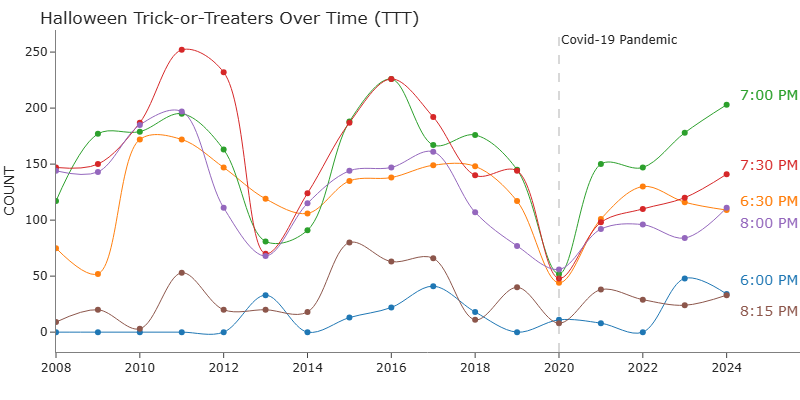 Halloween Trick-or-Treaters Over Time (TTT)
Covid-19 Pandemic
250
200
150
100
50
0
COUNT
7:00 PM
7:30 PM
6:30 PM
8:00 PM
6:00 PM
8:15 PM
2008
2010
2012
2014
2016
2018
2020
2022
2024